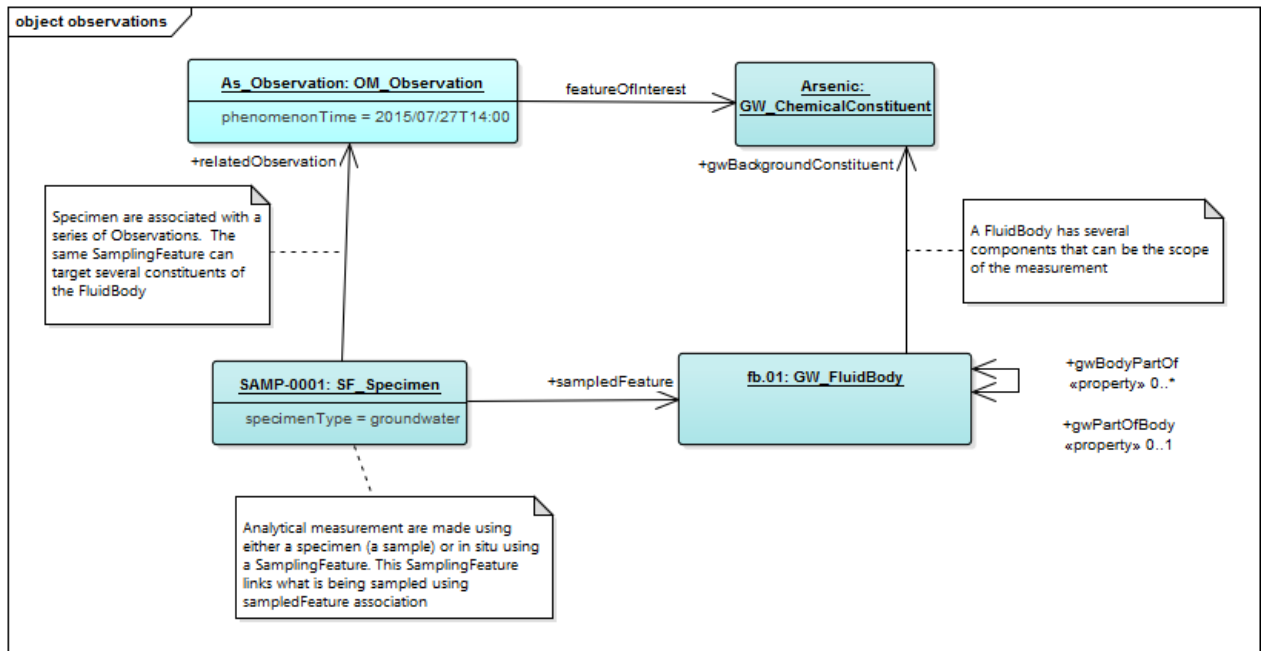 object observations
As_Observation: OM_Observation
phenomenonTime = 2015/07/27T14:00
featureOfInterest
Arsenic:
GW_ChemicalConstituent
+relatedObservation
+gwBackgroundConstituent
Specimen are associated with a
series of Observations. The
same SamplingFeature can
target several constituents of
the FluidBody
A FluidBody has several
components that can be the scope
of the measurement
SAMP-0001: SF_Specimen
specimenType = groundwater
+sampledFeature
fb.01: GW_FluidBody
+gwBodyPartOf
«property» 0..*
+gwPartOfBody
«property» 0..1
Analytical measurement are made using
either a specimen (a sample) or in situ using
a SamplingFeature. This SamplingFeature
links what is being sampled using
sampledFeature association